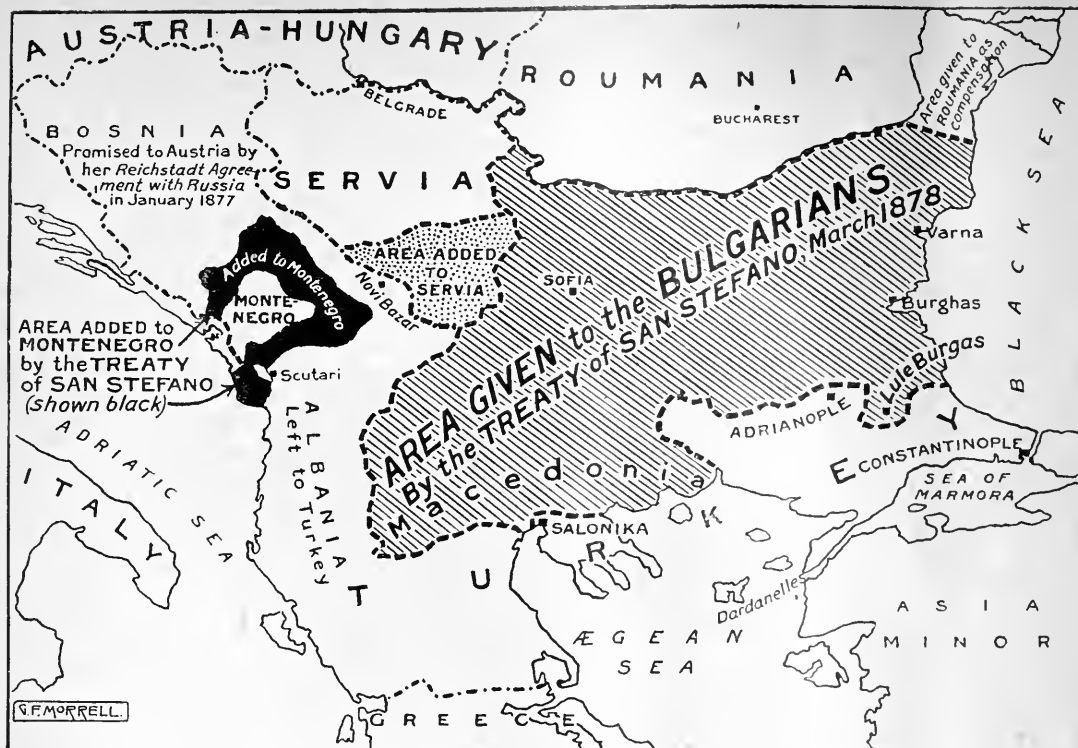 AUSTRIA-HUNGARY
ROUMANIA
Area given to
ROUMANIA as
compensation
BELGRADE
BUCHAREST
BOSNIA
Promised to Austria by
her Reichstadt Agree-
ment with Russia
in January 1877
SERVIA
BLACK SEA
AREA GIVEN to the BULGARIANS
By the TREATY of SAN STEFANO, March 1878
Varna
AREA ADDED
TO
SERVIA
SOFIA
Novi Bazar
Added to Montenegro
MONTE-
NEGRO
Burghas
AREA ADDED to
MONTENEGRO
by the TREATY
of SAN STEFANO
(shown black)
Scutari
Lule Burgas
ADRIANOPLE
ALBANIA
Left to Turkey
CONSTANTINOPLE
ADRIATIC SEA
Macedonia
SEA OF
MARMORA
ITALY
SALONIKA
TURKEY
Dardanelles
ASIA
MINOR
ÆGEAN
SEA
G.F. MORRELL.
GREECE